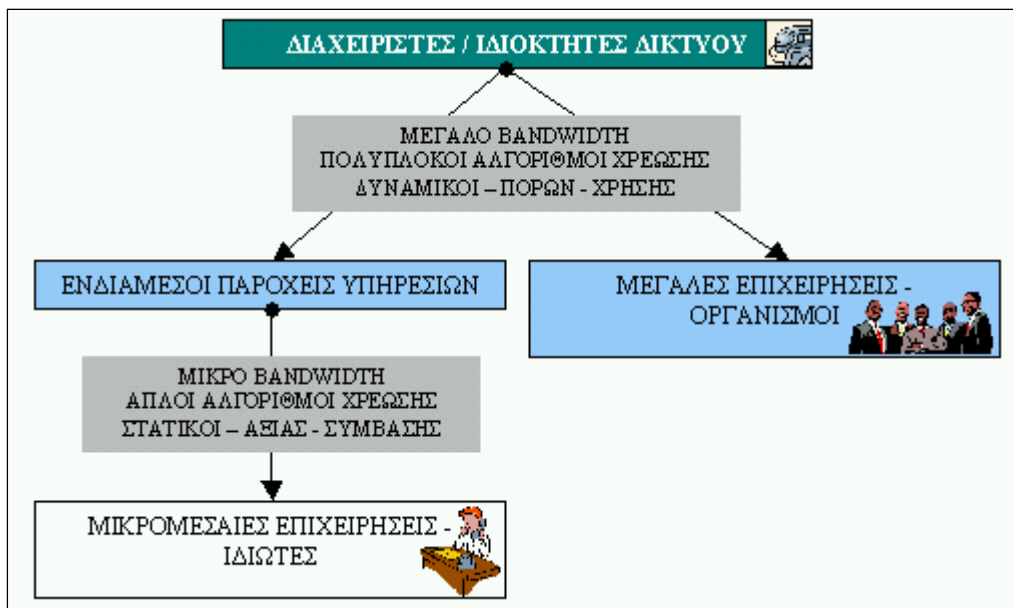 ΔΙΑΧΕΙΡΙΣΤΕΣ / ΙΔΙΟΚΤΗΤΕΣ ΔΙΚΤΥΟΥ
ΜΕΓΑΛΟ BANDWIDTH
ΠΟΛΥΠΛΟΚΟΙ ΑΛΓΟΡΙΘΜΟΙ ΧΡΕΩΣΗΣ
ΔΥΝΑΜΙΚΟΙ – ΠΟΡΩΝ - ΧΡΗΣΗΣ
ΕΝΔΙΑΜΕΣΟΙ ΠΑΡΟΧΕΙΣ ΥΠΗΡΕΣΙΩΝ
ΜΕΓΑΛΕΣ ΕΠΙΧΕΙΡΗΣΕΙΣ -
ΟΡΓΑΝΙΣΜΟΙ
ΜΙΚΡΟ BANDWIDTH
ΑΠΛΟΙ ΑΛΓΟΡΙΘΜΟΙ ΧΡΕΩΣΗΣ
ΣΤΑΤΙΚΟΙ – ΑΞΙΑΣ - ΣΥΜΒΑΣΗΣ
ΜΙΚΡΟΜΕΣΑΙΕΣ ΕΠΙΧΕΙΡΗΣΕΙΣ -
ΙΔΙΩΤΕΣ